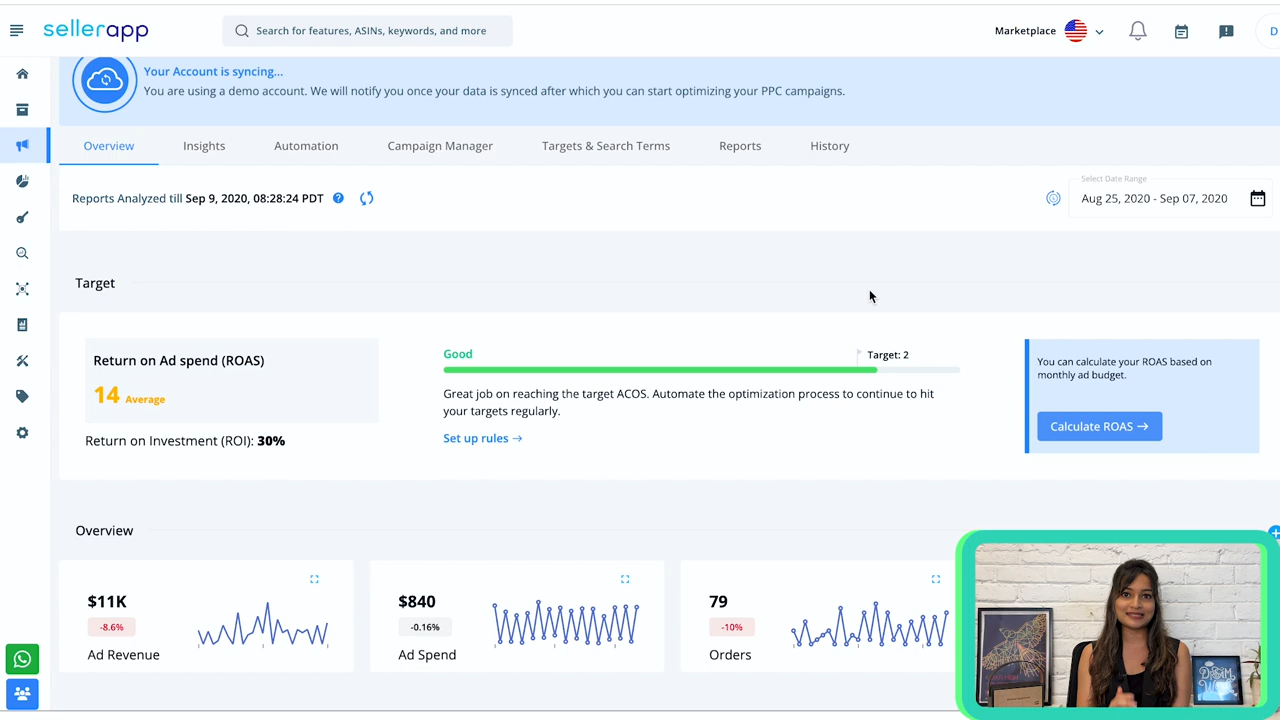 sellerapp
Search for features, ASINs, keywords, and more
Marketplace
D
Your Account is syncing...
You are using a demo account. We will notify you once your data is synced after which you can start optimizing your PPC campaigns.
Overview
Insights
Automation
Campaign Manager
Targets & Search Terms
Reports
History
Reports Analyzed till Sep 9, 2020, 08:28:24 PDT
?
Select Date Range
Aug 25, 2020 - Sep 07, 2020
Target
Return on Ad spend (ROAS)
14 Average
Return on Investment (ROI): 30%
Good
Target: 2
Great job on reaching the target ACOS. Automate the optimization process to continue to hit
your targets regularly.
Set up rules →
You can calculate your ROAS based on
monthly ad budget.
Calculate ROAS →
Overview
$11K
-8.6%
Ad Revenue
$840
-0.16%
Ad Spend
79
-10%
Orders